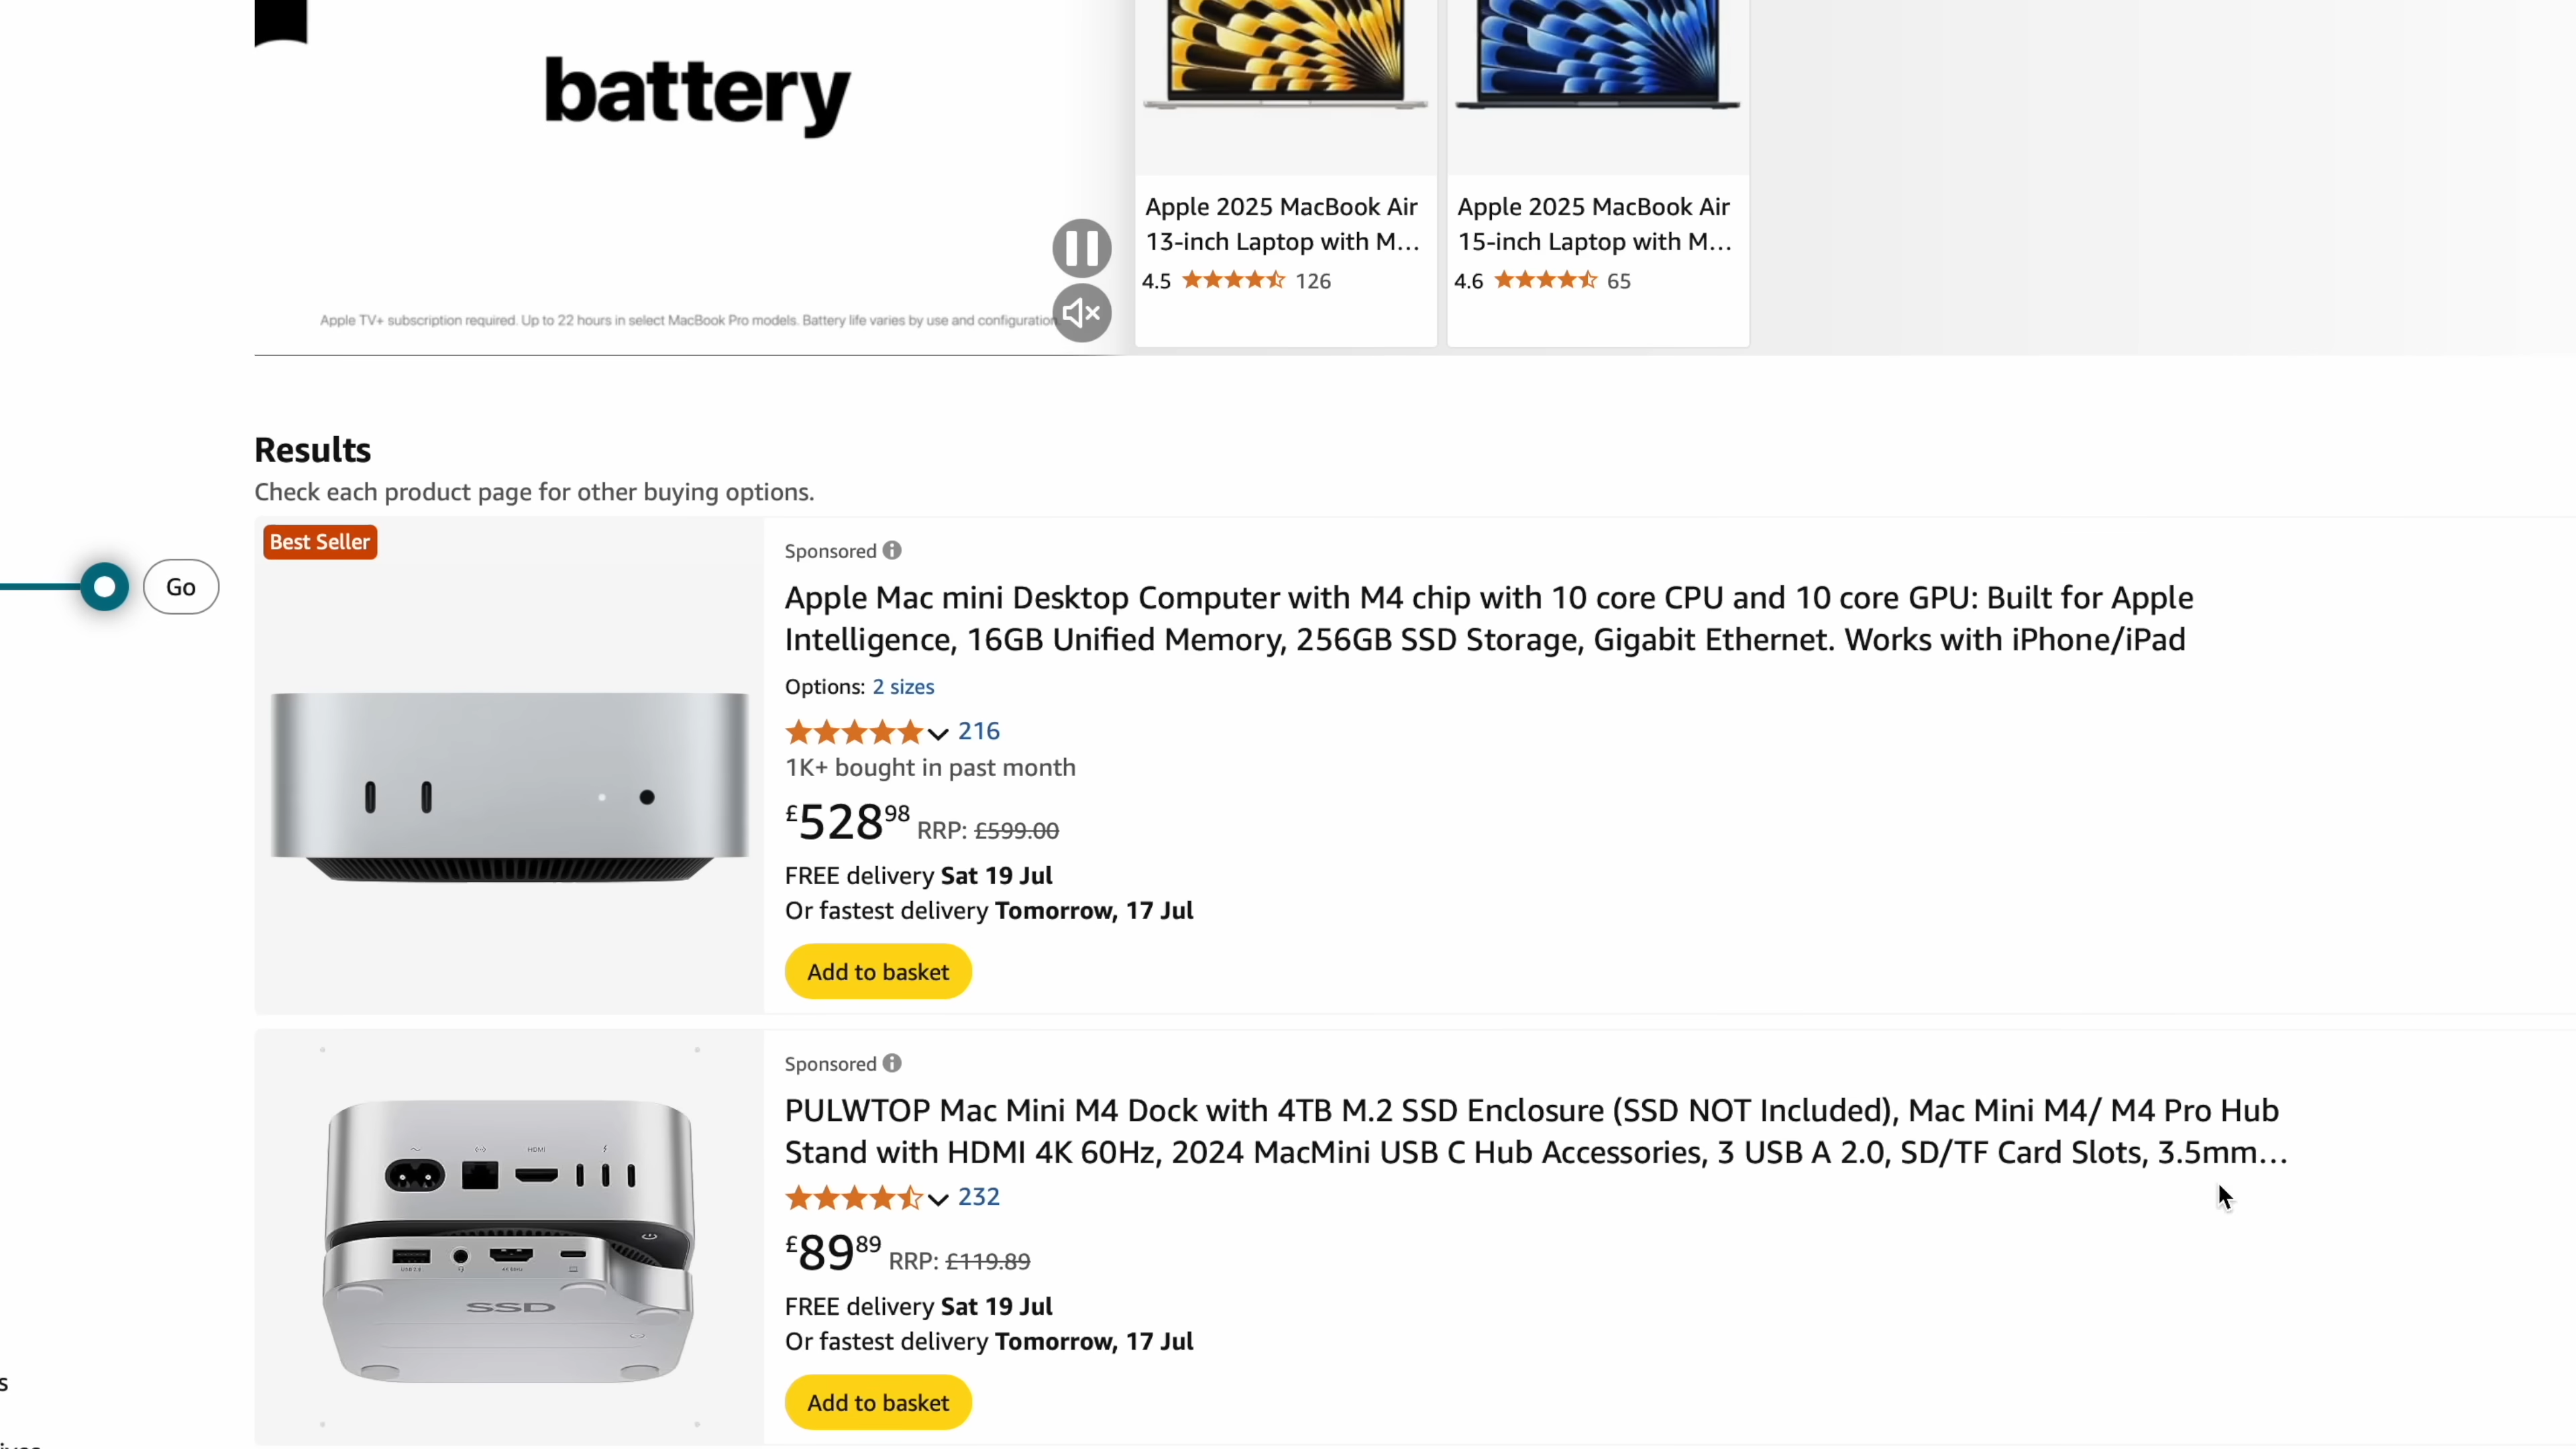 battery
Apple TV+ subscription required. Up to 22 hours in select MacBook Pro models. Battery life varies by use and configuration
Apple 2025 MacBook Air
13-inch Laptop with M...
4.5 126
Apple 2025 MacBook Air
15-inch Laptop with M...
4.6 65
Results
Check each product page for other buying options.
Go
Best Seller
Sponsored
Apple Mac mini Desktop Computer with M4 chip with 10 core CPU and 10 core GPU: Built for Apple
Intelligence, 16GB Unified Memory, 256GB SSD Storage, Gigabit Ethernet. Works with iPhone/iPad
Options: 2 sizes
216
1K+ bought in past month
£52898 RRP: £599.00
FREE delivery Sat 19 Jul
Or fastest delivery Tomorrow, 17 Jul
Add to basket
HDMI
SSD
Sponsored
PULWTOP Mac Mini M4 Dock with 4TB M.2 SSD Enclosure (SSD NOT Included), Mac Mini M4/ M4 Pro Hub
Stand with HDMI 4K 60Hz, 2024 MacMini USB C Hub Accessories, 3 USB A 2.0, SD/TF Card Slots, 3.5mm...
232
£8989 RRP: £119.89
FREE delivery Sat 19 Jul
Or fastest delivery Tomorrow, 17 Jul
Add to basket